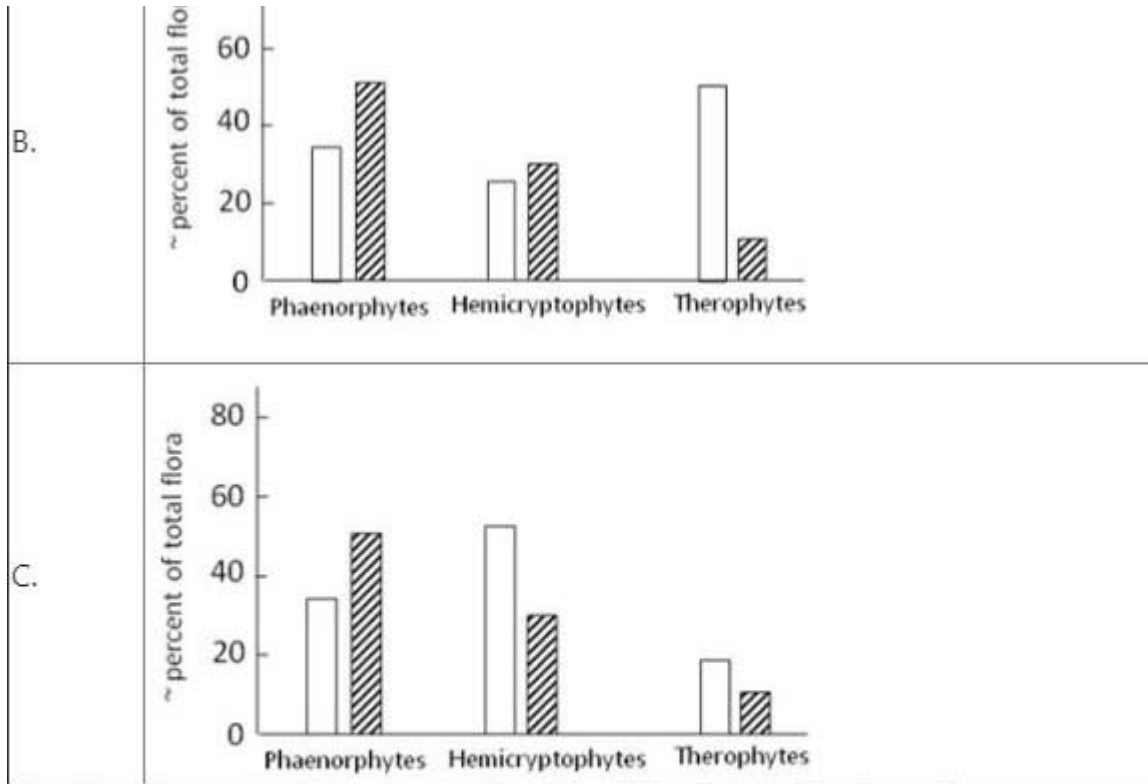 B.
~percent of total flo
60
40
20
0
Phaenorphytes Hemicryptophytes Therophytes
C.
~percent of total flora
80
60
40
20
0
Phaenorphytes Hemicryptophytes Therophytes